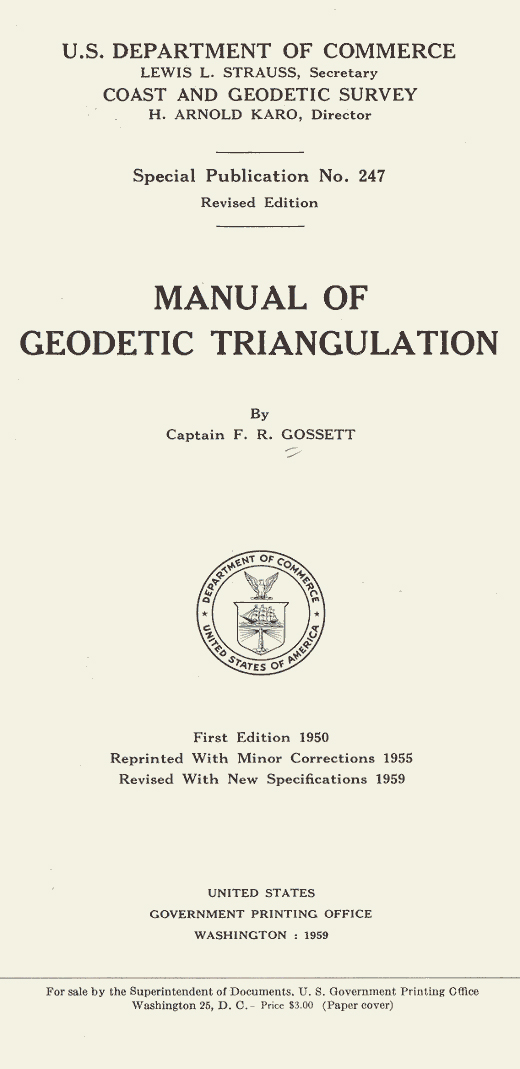 U.S. DEPARTMENT OF COMMERCE
LEWIS L. STRAUSS, Secretary
COAST AND GEODETIC SURVEY
H. ARNOLD KARO, Director
Special Publication No. 247
Revised Edition
MANUAL OF
GEODETIC TRIANGULATION
By
Captain F. R. GOSSETT
DEPARTMENT OF COMMERCE
UNITED STATES OF AMERICA
First Edition 1950
Reprinted With Minor Corrections 1955
Revised With New Specifications 1959
UNITED STATES
GOVERNMENT PRINTING OFFICE
WASHINGTON : 1959
For sale by the Superintendent of Documents, U. S. Government Printing Office
Washington 25, D. C. - Price $3.00 (Paper cover)